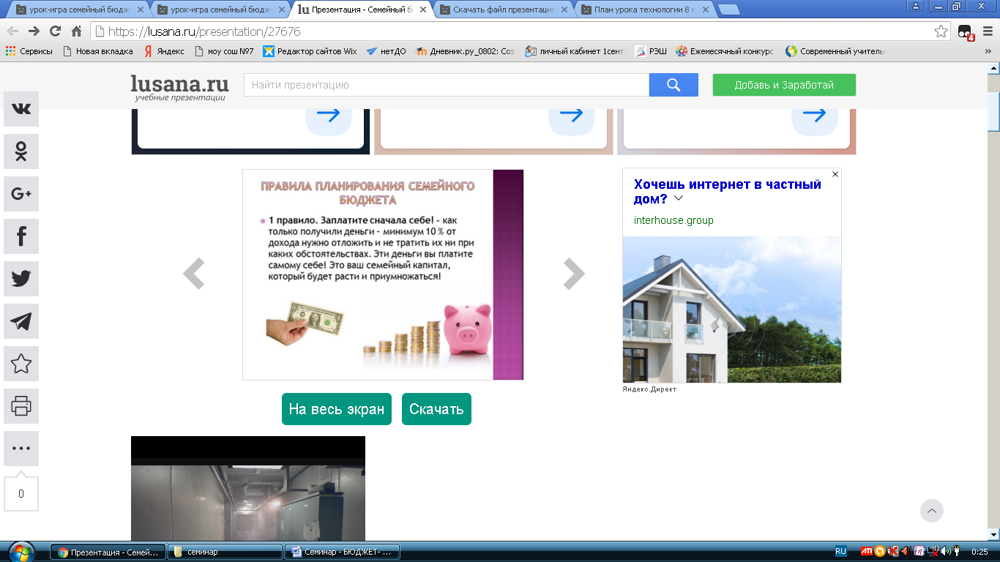 урок-игра семейный бюдже
урок-игра семейный бюдже
lu Презентация - Семейный б
Скачать файл презентаци
План урока технологии 8 к
https://lusana.ru/presentation/27676
4
Сервисы
Новая вкладка
Яндекс
моу сош №7
Редактор сайтов Wix
нетДО
Дневник.ру_0802: Соз
личный кабинет 1сент
РЭШ
Ежемесячный конкурс
Современный учитель
»
lusana.ru
учебные презентации
Найти презентацию
Добавь и Заработай
G+
ПРАВИЛА ПЛАНИРОВАНИЯ СЕМЕЙНОГО
БЮДЖЕТА
1 правило. Заплатите сначала себе! - как
только получили деньги - минимум 10 % от
дохода нужно отложить и не тратить их ни при
каких обстоятельствах. Эти деньги вы платите
самому себе! Это ваш семейный капитал,
который будет расти и приумножаться!
Хочешь интернет в частный
дом?
interhouse.group
Яндекс.Директ
На весь экран
Скачать
0
Презентация - Семей...
семинар
Семинар - БЮДЖЕТ- ...
RU
ATI
0:25